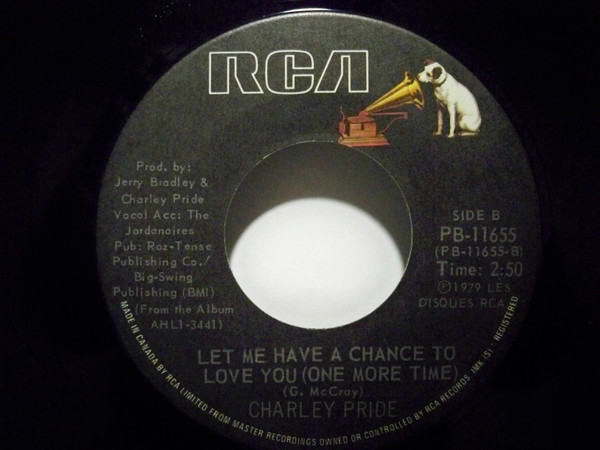 RCA
Prod. by:
Jerry Bradley &
Charley Pride
Vocal Acc: The
Jordanaires
Pub: Roz-Tense
Publishing Co./
Big-Swing
Publishing (BMI)
(From the Album
AHL1-3441)
SIDE B
PB-11655
(PB-11655-B)
Time: 2:50
℗1979 LES
DISQUES RCA
LET ME HAVE A CHANCE TO
LOVE YOU (ONE MORE TIME)
(G. McCray)
CHARLEY PRIDE
MADE IN CANADA BY RCA LIMITED FROM MASTER RECORDINGS OWNED OR CONTROLLED BY RCA RECORDS. TMK (S) REGISTERED